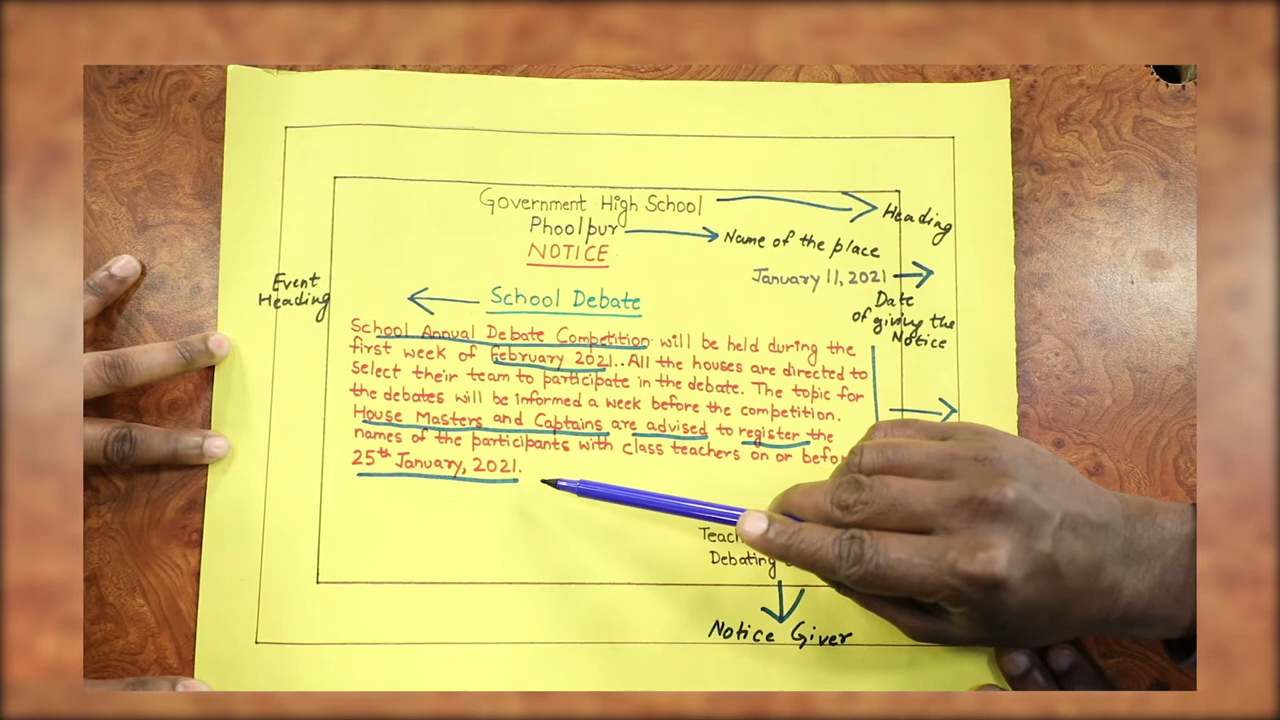 Government High School
Heading
Phoolpur
Name of the place
NOTICE
January 11, 2021
Event
Heading
School Debate
Date
of giving the
Notice
School Annual Debate Competition will be held during the
first week of february 2021.. All the houses are directed to
select their team to participate in the debate. The topic for
the debates will be informed a week before the competition.
House Masters and Captains are advised to register the
names of the participants with class teachers on or
25th January, 2021.
Debating
Notice Giver